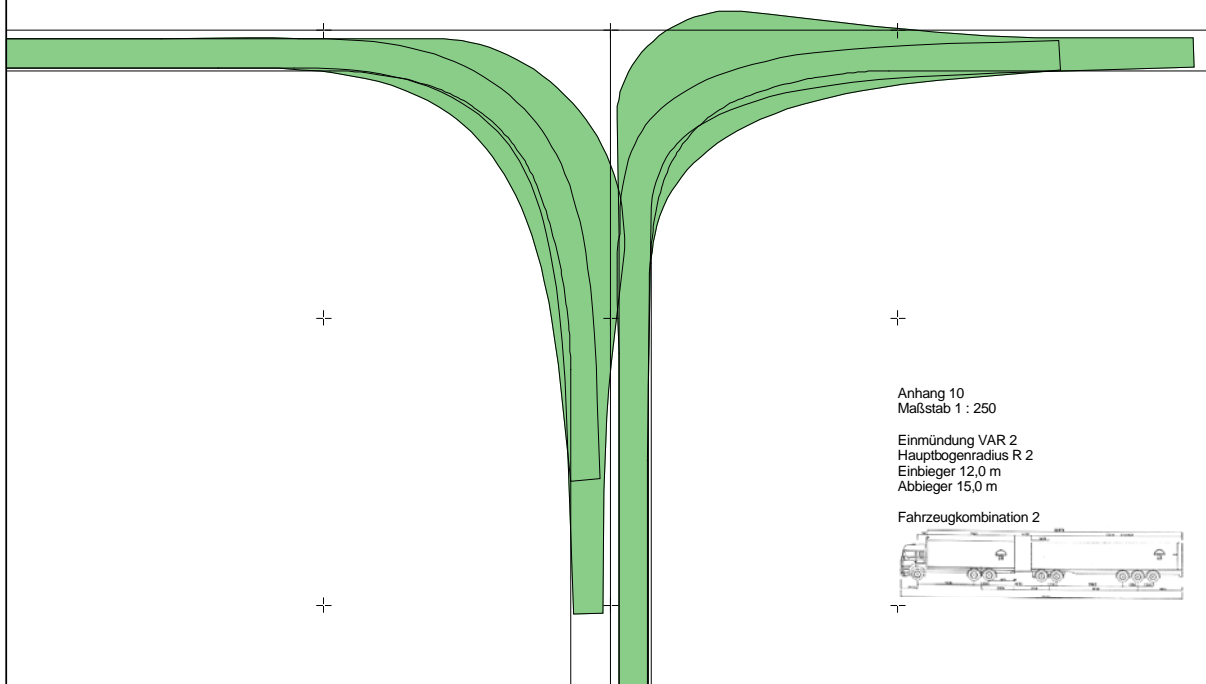 Anhang 10
Maßstab 1 : 250
Einmündung VAR 2
Hauptbogenradius R 2
Einbieger 12,0 m
Abbieger 15,0 m
Fahrzeugkombination 2